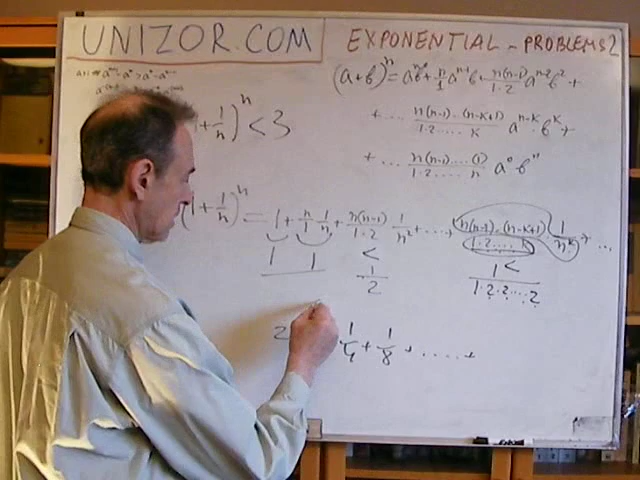 UNIZOR.COM
EXPONENTIAL - PROBLEMS 2
(a+b)^n = a^n b^0 + n/1 a^(n-1) b + n(n-1)/1·2 a^(n-2) b^2 +
+ .... n(n-1)..(n-k+1)/1·2..... k a^(n-k) · b^k +
+ ... n(n-1)....(1)/1·2..... n a^0 b^n
+ 1/n)^n < 3
(1 + 1/n)^n = 1 + n/1 1/n + n(n-1)/1·2 · 1/n^2 + .... + n(n-1)..(n-k+1)/1·2.... k 1/n^k + ...
1 1 < 1/2 < 1/1·2·2·2....2
2 1/4 + 1/8 + ..... +